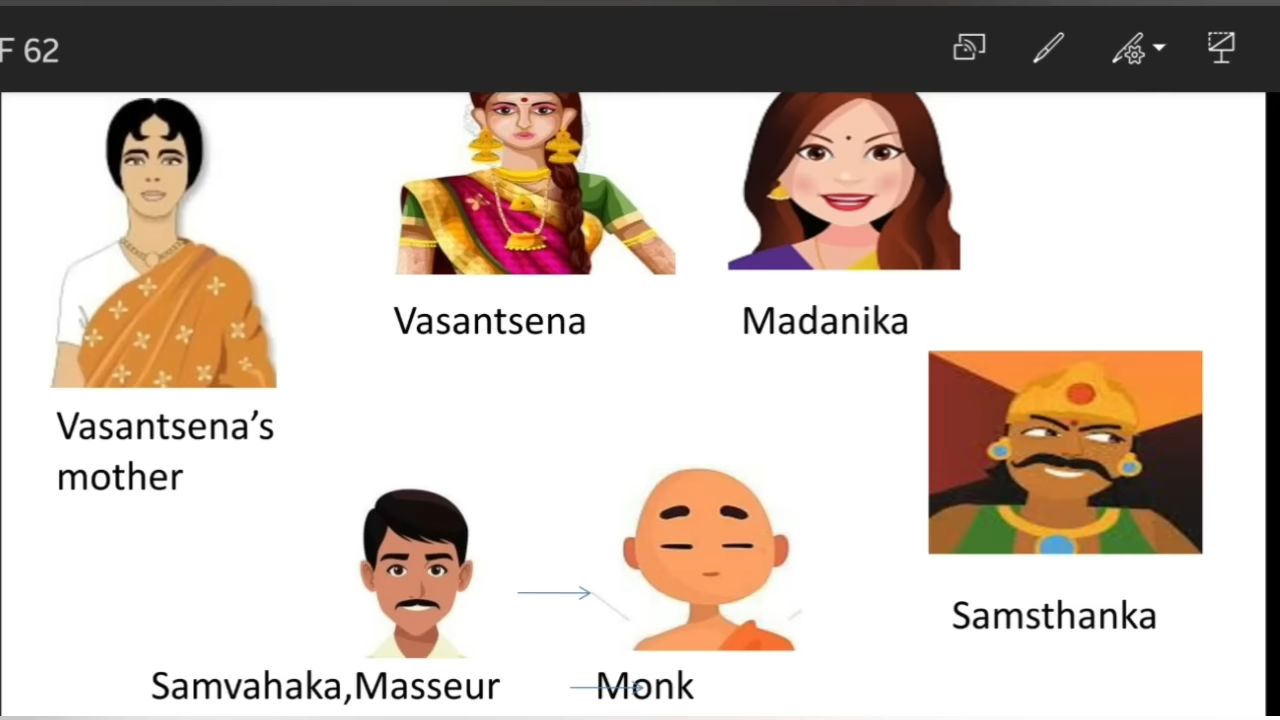 F 62
Vasantsena
Madanika
Vasantsena’s
mother
Samsthanka
Samvahaka,Masseur
Monk